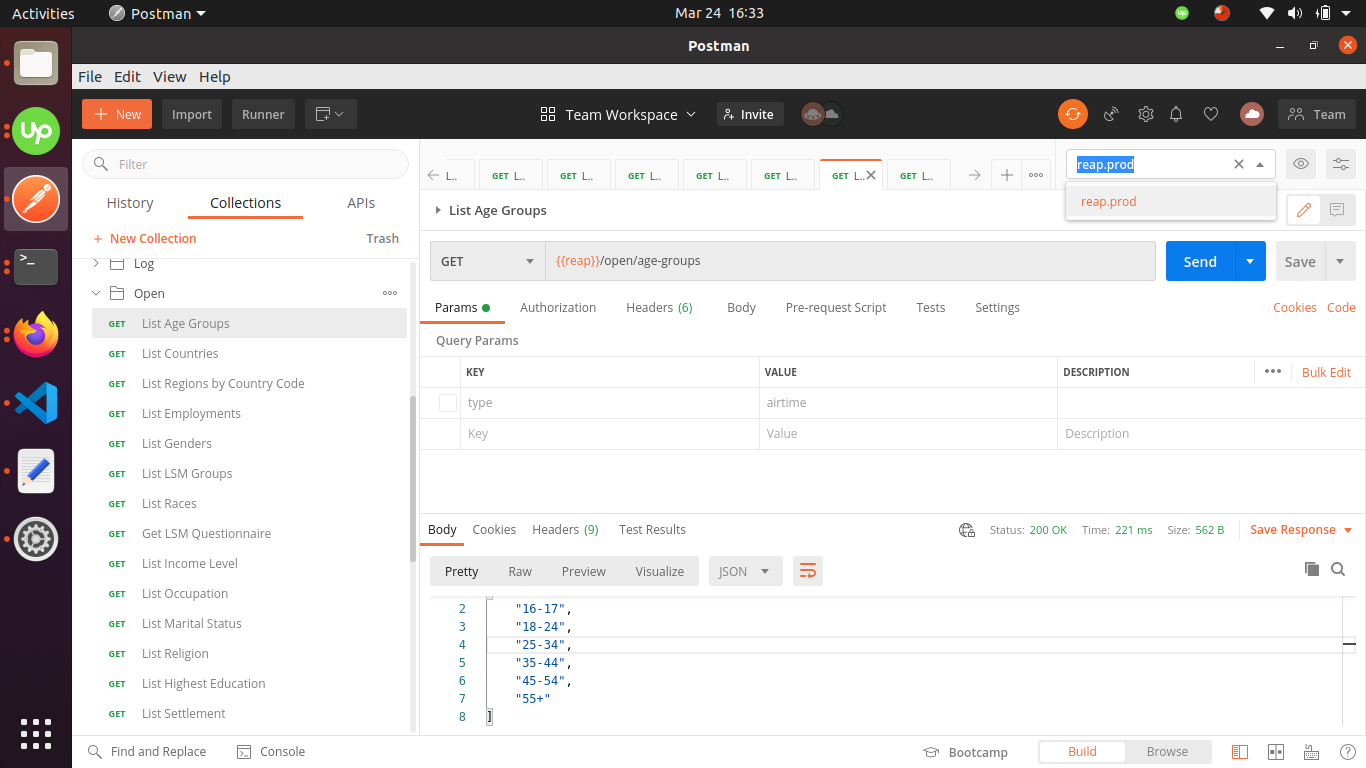 Activities Postman Mar 24 16:33
Postman
File Edit View Help
New Import Runner Team Workspace Invite Team
Filter
History Collections APIs
+ New Collection Trash
Log
Open
GET List Age Groups
GET List Countries
GET List Regions by Country Code
GET List Employments
GET List Genders
GET List LSM Groups
GET List Races
GET Get LSM Questionnaire
GET List Income Level
GET List Occupation
GET List Marital Status
GET List Religion
GET List Highest Education
GET List Settlement
L.. GET L.. GET L.. GET L.. GET L.. GET L.. GET L.. GET L..
reap.prod
reap.prod
List Age Groups
GET {{reap}}/open/age-groups Send Save
Params Authorization Headers (6) Body Pre-request Script Tests Settings Cookies Code
Query Params
KEY VALUE DESCRIPTION Bulk Edit
type airtime
Key Value Description
Body Cookies Headers (9) Test Results Status: 200 OK Time: 221 ms Size: 562 B Save Response
Pretty Raw Preview Visualize JSON
2 "16-17",
3 "18-24",
4 "25-34",
5 "35-44",
6 "45-54",
7 "55+"
8 ]
Find and Replace Console Bootcamp Build Browse